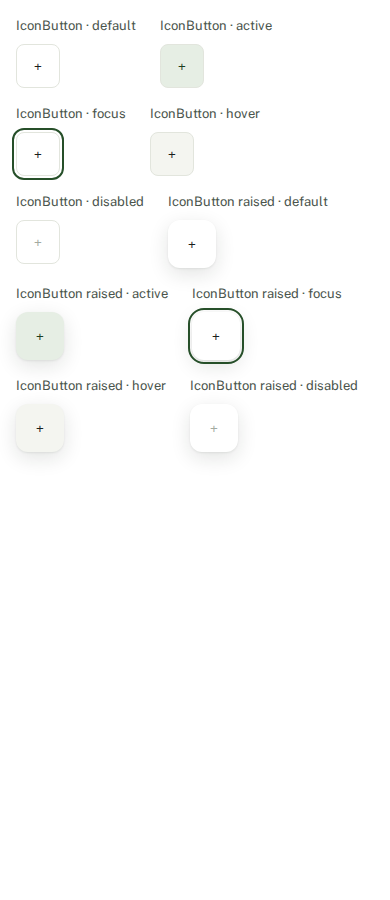 IconButton · default
IconButton · active
+
+
IconButton · focus
IconButton · hover
+
+
IconButton · disabled
IconButton raised · default
+
+
IconButton raised · active
IconButton raised · focus
+
+
IconButton raised · hover
IconButton raised · disabled
+
+